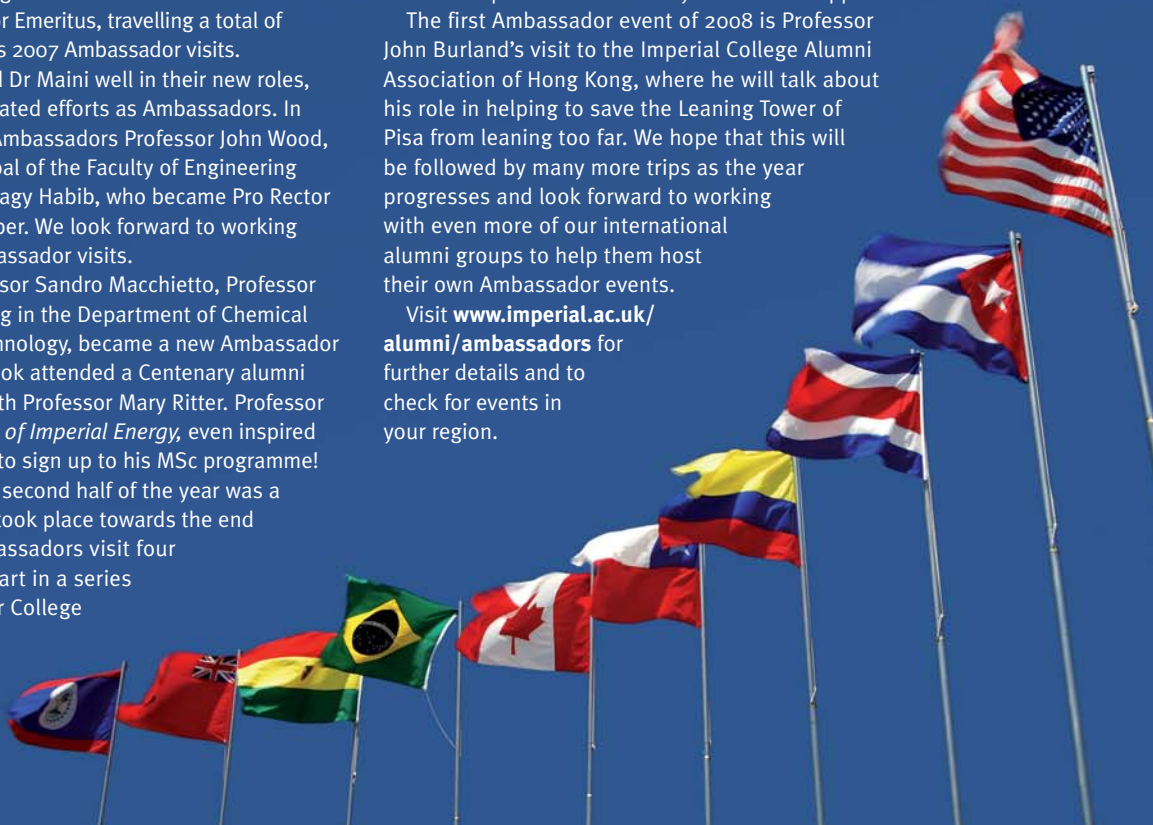 or Emeritus, travelling a total of
s 2007 Ambassador visits.
Dr Maini well in their new roles,
ated efforts as Ambassadors. In
Ambassadors Professor John Wood,
pal of the Faculty of Engineering
agy Habib, who became Pro Rector
ber. We look forward to working
assador visits.
sor Sandro Macchietto, Professor
g in the Department of Chemical
hnology, became a new Ambassador
ok attended a Centenary alumni
th Professor Mary Ritter. Professor
of Imperial Energy, even inspired
to sign up to his MSc programme!
second half of the year was a
took place towards the end
assadors visit four
art in a series
r College
The first Ambassador event of 2008 is Professor
John Burland’s visit to the Imperial College Alumni
Association of Hong Kong, where he will talk about
his role in helping to save the Leaning Tower of
Pisa from leaning too far. We hope that this will
be followed by many more trips as the year
progresses and look forward to working
with even more of our international
alumni groups to help them host
their own Ambassador events.
Visit www.imperial.ac.uk/
alumni/ambassadors for
further details and to
check for events in
your region.